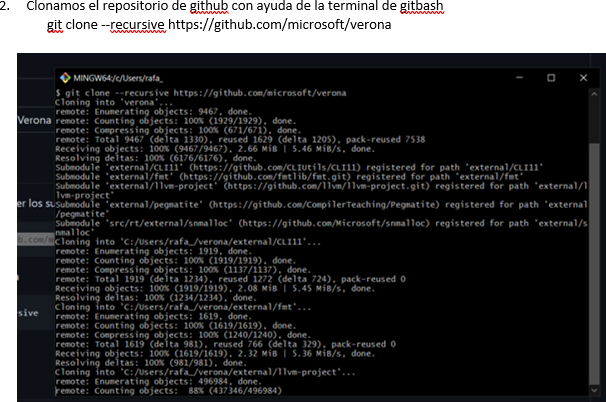 2. Clonamos el repositorio de github con ayuda de la terminal de gitbash
git clone --recursive https://github.com/microsoft/verona
MINGW64:/c/Users/rafa_
$ git clone --recursive https://github.com/microsoft/verona
Cloning into 'verona'...
remote: Enumerating objects: 9467, done.
Verona
remote: Counting objects: 100% (1929/1929), done.
remote: Compressing objects: 100% (671/671), done.
remote: Total 9467 (delta 1330), reused 1629 (delta 1205), pack-reused 7538
Receiving objects: 100% (9467/9467), 2.66 MiB | 5.46 MiB/s, done.
Resolving deltas: 100% (6176/6176), done.
Submodule 'external/CLI11' (https://github.com/CLIUtils/CLI11) registered for path 'external/CLI11'
Submodule 'external/fmt' (https://github.com/fmtlib/fmt.git) registered for path 'external/fmt'
Submodule 'external/llvm-project' (https://github.com/llvm/llvm-project.git) registered for path 'external/l
lvm-project'
er los su
Submodule 'external/pegmatite' (https://github.com/CompilerTeaching/Pegmatite) registered for path 'external
/pegmatite'
Submodule 'src/rt/external/snmalloc' (https://github.com/Microsoft/snmalloc) registered for path 'external/s
nmalloc'
b.com/m
Cloning into 'C:/Users/rafa_/verona/external/CLI11'...
remote: Enumerating objects: 1919, done.
remote: Counting objects: 100% (1919/1919), done.
remote: Compressing objects: 100% (1137/1137), done.
remote: Total 1919 (delta 1234), reused 1272 (delta 724), pack-reused 0
Receiving objects: 100% (1919/1919), 2.08 MiB | 5.45 MiB/s, done.
Resolving deltas: 100% (1234/1234), done.
Cloning into 'C:/Users/rafa_/verona/external/fmt'...
sive
remote: Enumerating objects: 1619, done.
remote: Counting objects: 100% (1619/1619), done.
remote: Compressing objects: 100% (1240/1240), done.
remote: Total 1619 (delta 981), reused 766 (delta 329), pack-reused 0
Receiving objects: 100% (1619/1619), 2.32 MiB | 5.36 MiB/s, done.
Resolving deltas: 100% (981/981), done.
Cloning into 'C:/Users/rafa_/verona/external/llvm-project'...
remote: Enumerating objects: 496984, done.
remote: Counting objects: 88% (437346/496984)